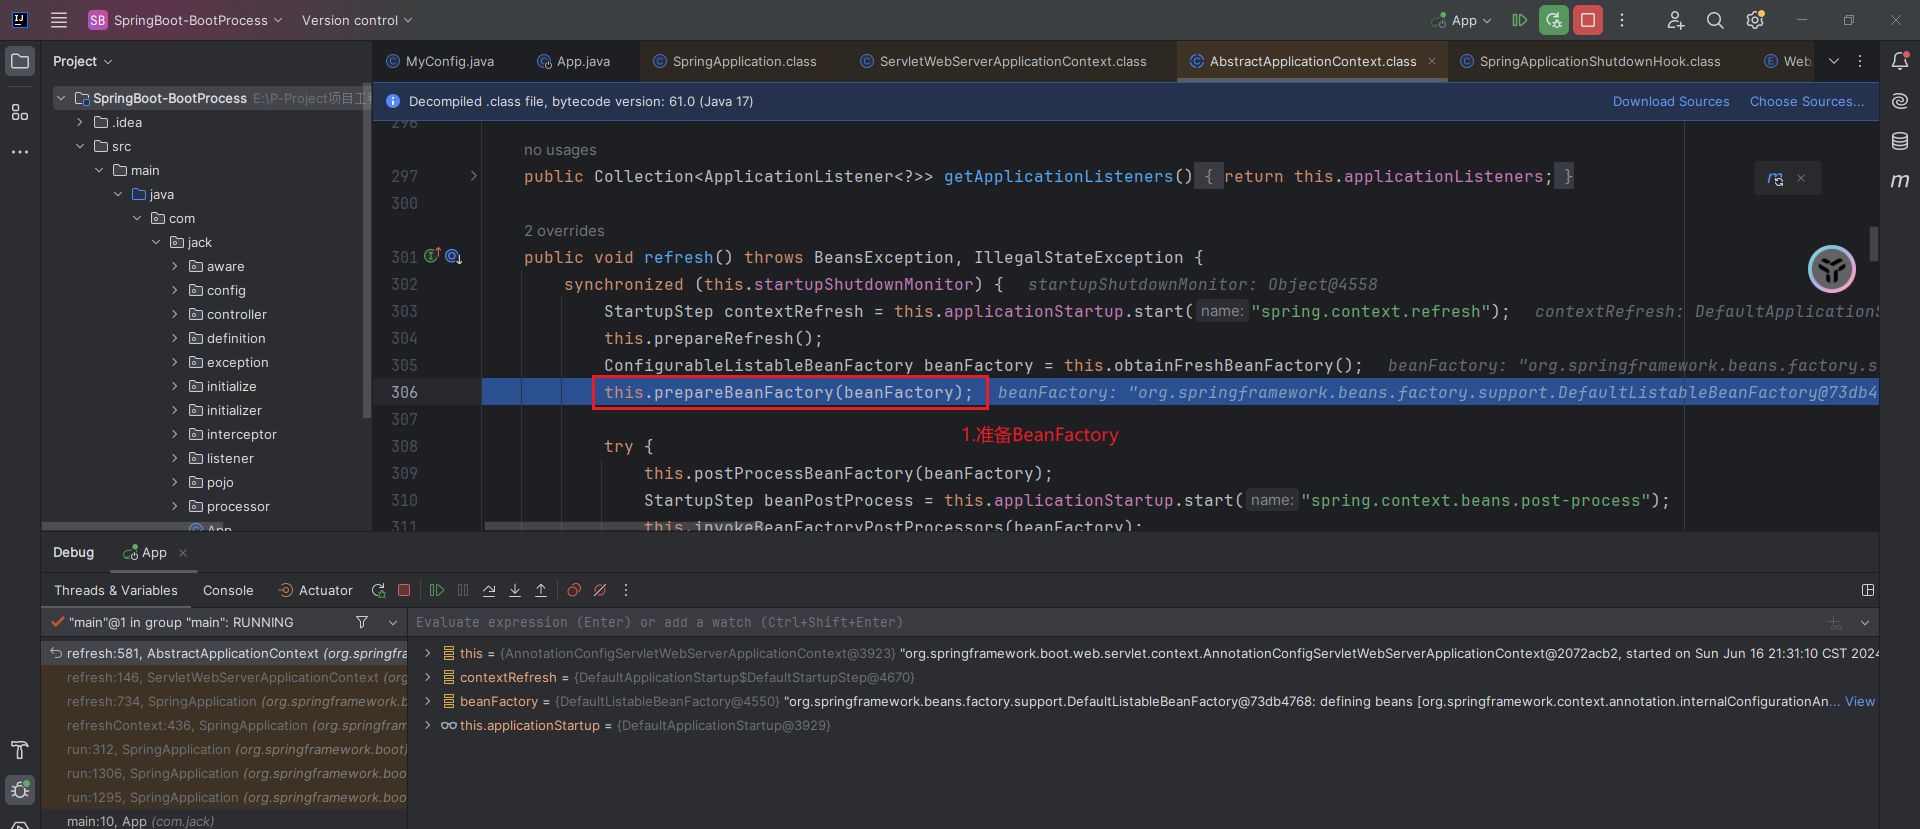 SB SpringBoot-BootProcess Version control App
Project
MyConfig.java App.java SpringApplication.class ServletWebServerApplicationContext.class AbstractApplicationContext.class SpringApplicationShutdownHook.class Web
Decompiled .class file, bytecode version: 61.0 (Java 17) Download Sources Choose Sources...
SpringBoot-BootProcess E:\P-Project项目工程
.idea
src
main
java
com
jack
aware
config
controller
definition
exception
initialize
initializer
interceptor
listener
pojo
processor
App
296
no usages
297 public Collection<ApplicationListener<?>> getApplicationListeners() { return this.applicationListeners; }
300
2 overrides
301 public void refresh() throws BeansException, IllegalStateException {
302 synchronized (this.startupShutdownMonitor) { startupShutdownMonitor: Object@4558
303 StartupStep contextRefresh = this.applicationStartup.start( name: "spring.context.refresh"); contextRefresh: DefaultApplicationS
304 this.prepareRefresh();
305 ConfigurableListableBeanFactory beanFactory = this.obtainFreshBeanFactory(); beanFactory: "org.springframework.beans.factory.s
306 this.prepareBeanFactory(beanFactory); beanFactory: "org.springframework.beans.factory.support.DefaultListableBeanFactory@73db4
307 1.准备BeanFactory
308 try {
309 this.postProcessBeanFactory(beanFactory);
310 StartupStep beanPostProcess = this.applicationStartup.start( name: "spring.context.beans.post-process");
311 this.invokeBeanFactoryPostProcessors(beanFactory);
Debug App
Threads & Variables Console Actuator
"main"@1 in group "main": RUNNING
Evaluate expression (Enter) or add a watch (Ctrl+Shift+Enter)
refresh:581, AbstractApplicationContext (org.springfra
refresh:146, ServletWebServerApplicationContext (org
refresh:734, SpringApplication (org.springframework.b
refreshContext:436, SpringApplication (org.springfram
run:312, SpringApplication (org.springframework.boot)
run:1306, SpringApplication (org.springframework.boo
run:1295, SpringApplication (org.springframework.boo
main:10, App (com.jack)
this = {AnnotationConfigServletWebServerApplicationContext@3923} "org.springframework.boot.web.servlet.context.AnnotationConfigServletWebServerApplicationContext@2072acb2, started on Sun Jun 16 21:31:10 CST 2024
contextRefresh = {DefaultApplicationStartup$DefaultStartupStep@4670}
beanFactory = {DefaultListableBeanFactory@4550} "org.springframework.beans.factory.support.DefaultListableBeanFactory@73db4768: defining beans [org.springframework.context.annotation.internalConfigurationAn... View
this.applicationStartup = {DefaultApplicationStartup@3929}